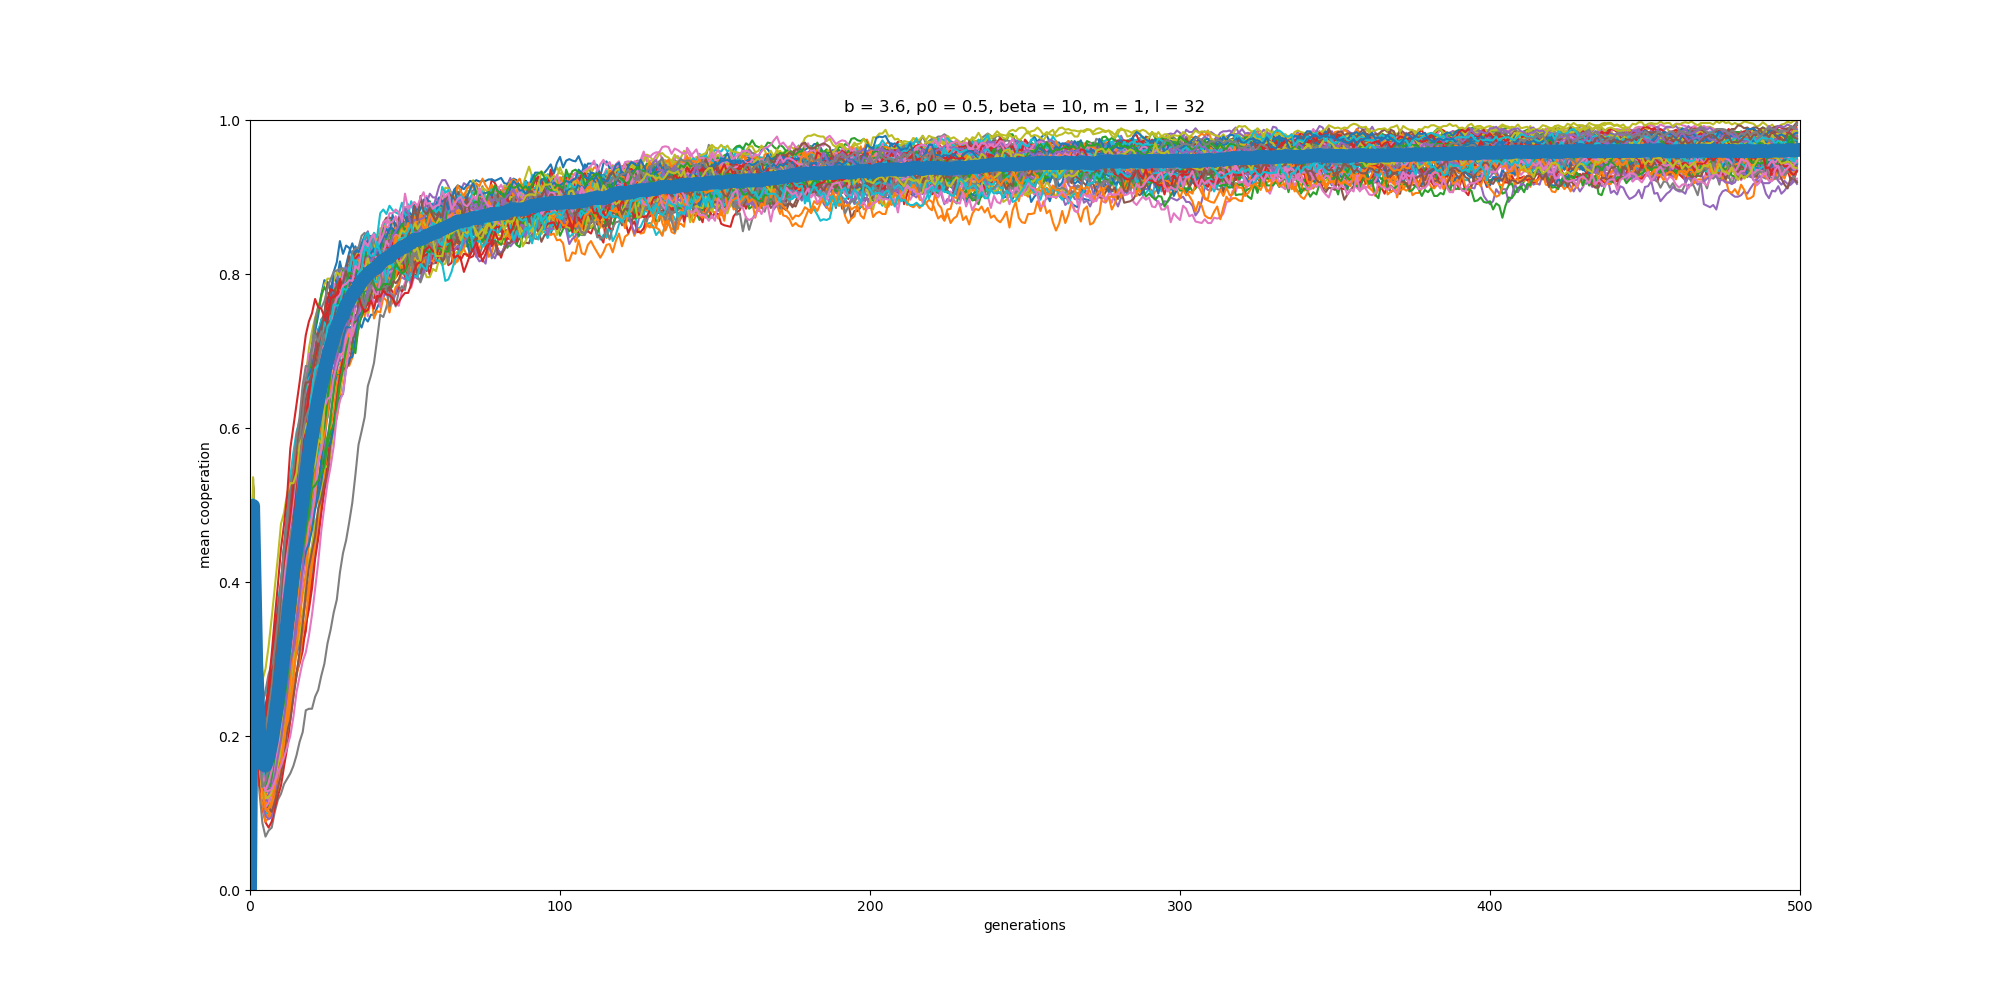 b = 3.6, p0 = 0.5, beta = 10, m = 1, l = 32
1.0
0.8
0.6
0.4
0.2
0.0
mean cooperation
0 100 200 300 400 500
generations